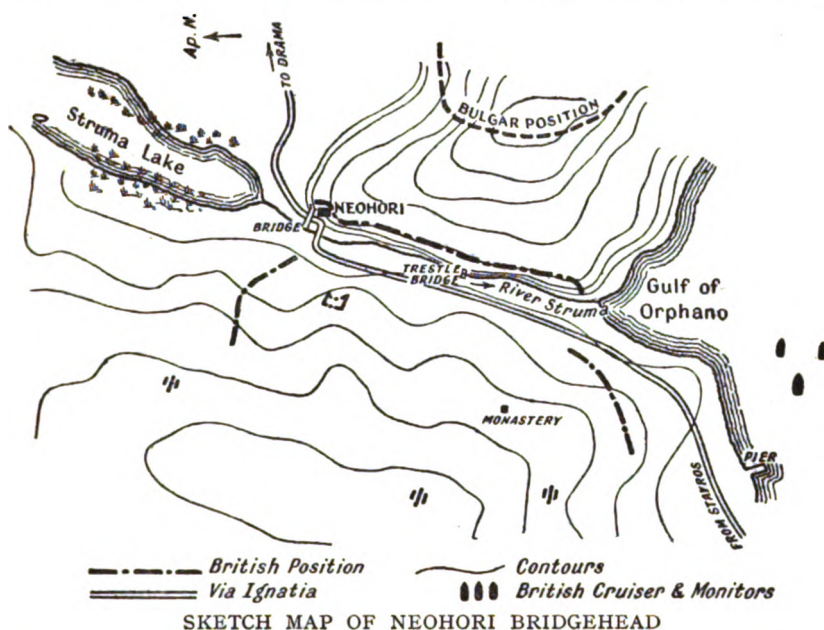 Ap. N.
TO DRAMA
BULGAR POSITION
Struma Lake
NEOHORI
BRIDGE
TRESTLE
BRIDGE
River Struma
Gulf of
Orphano
MONASTERY
PIER
FROM STAVROS
British Position
Contours
Via Ignatia
British Cruiser & Monitors
SKETCH MAP OF NEOHORI BRIDGEHEAD